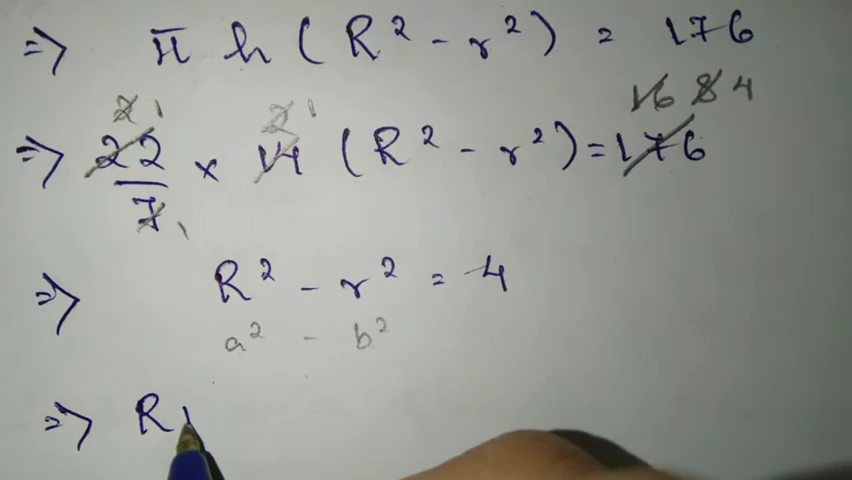 ⇒ π h ( R² - r² ) = 176
2 1 2 1 16 8 4
⇒ 22/7 × 14 ( R² - r² ) = 176
1
⇒ R² - r² = 4
a² - b²
⇒ R